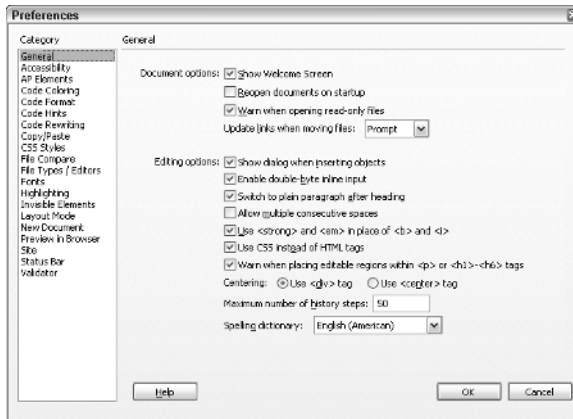 Preferences
Category
General
General
Accessibility
AP Elements
Code Coloring
Code Format
Code Hints
Code Rewriting
Copy/Paste
CSS Styles
File Compare
File Types / Editors
Fonts
Highlighting
Invisible Elements
Layout Mode
New Document
Preview in Browser
Site
Status Bar
Validator
Document options: Show Welcome Screen
Reopen documents on startup
Warn when opening read-only files
Update links when moving files: Prompt
Editing options: Show dialog when inserting objects
Enable double-byte inline input
Switch to plain paragraph after heading
Allow multiple consecutive spaces
Use <strong> and <em> in place of <b> and <i>
Use CSS instead of HTML tags
Warn when placing editable regions within <p> or <h1>-<h6> tags
Centering: Use <div> tag Use <center> tag
Maximum number of history steps: 50
Spelling dictionary: English (American)
Help OK Cancel